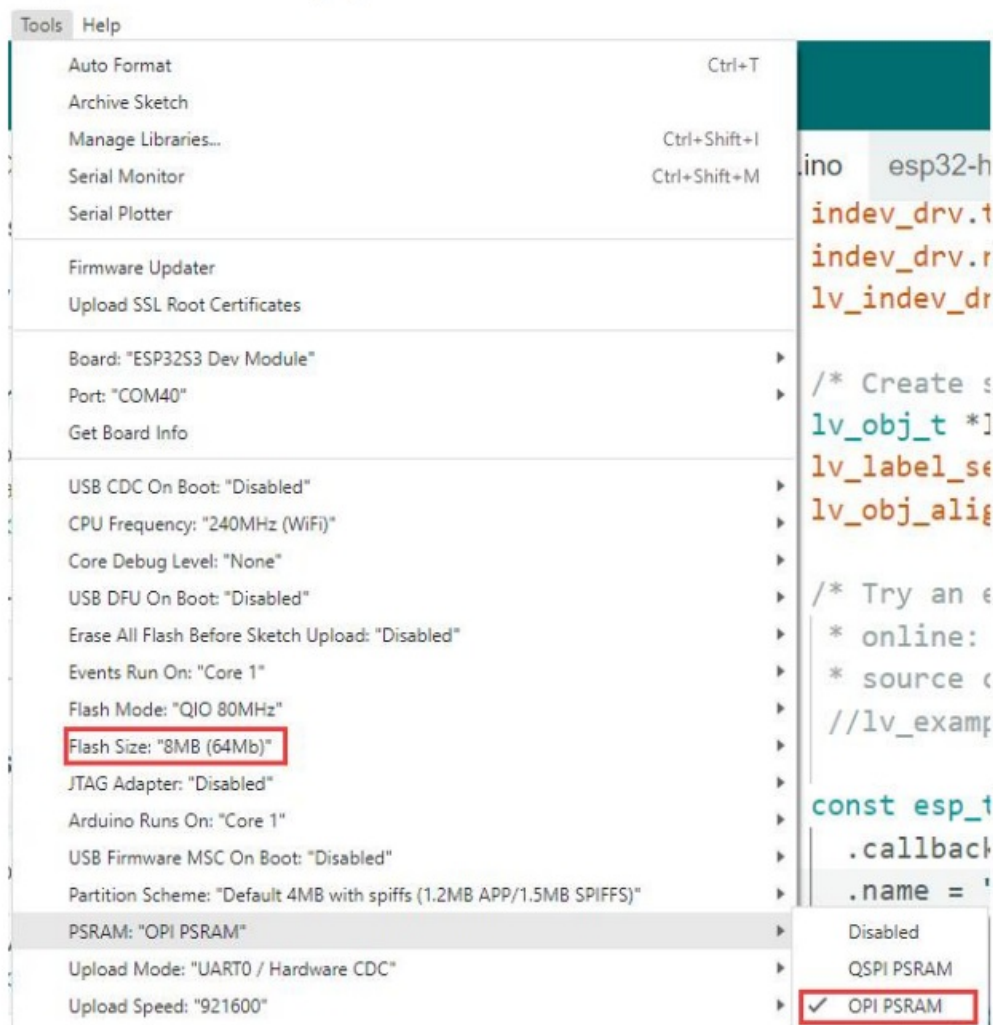 Tools Help
Auto Format Ctrl+T
Archive Sketch
Manage Libraries... Ctrl+Shift+I
Serial Monitor Ctrl+Shift+M
Serial Plotter
Firmware Updater
Upload SSL Root Certificates
Board: "ESP32S3 Dev Module"
Port: "COM40"
Get Board Info
USB CDC On Boot: "Disabled"
CPU Frequency: "240MHz (WiFi)"
Core Debug Level: "None"
USB DFU On Boot: "Disabled"
Erase All Flash Before Sketch Upload: "Disabled"
Events Run On: "Core 1"
Flash Mode: "QIO 80MHz"
Flash Size: "8MB (64Mb)"
JTAG Adapter: "Disabled"
Arduino Runs On: "Core 1"
USB Firmware MSC On Boot: "Disabled"
Partition Scheme: "Default 4MB with spiffs (1.2MB APP/1.5MB SPIFFS)"
PSRAM: "OPI PSRAM"
Upload Mode: "UART0 / Hardware CDC"
Upload Speed: "921600"
Disabled
QSPI PSRAM
✓ OPI PSRAM
.ino esp32-h
indev_drv.t
indev_drv.r
lv_indev_dr
/* Create s
lv_obj_t *l
lv_label_se
lv_obj_alig
/* Try an e
* online:
* source c
//lv_examp
const esp_t
.callback
.name = "